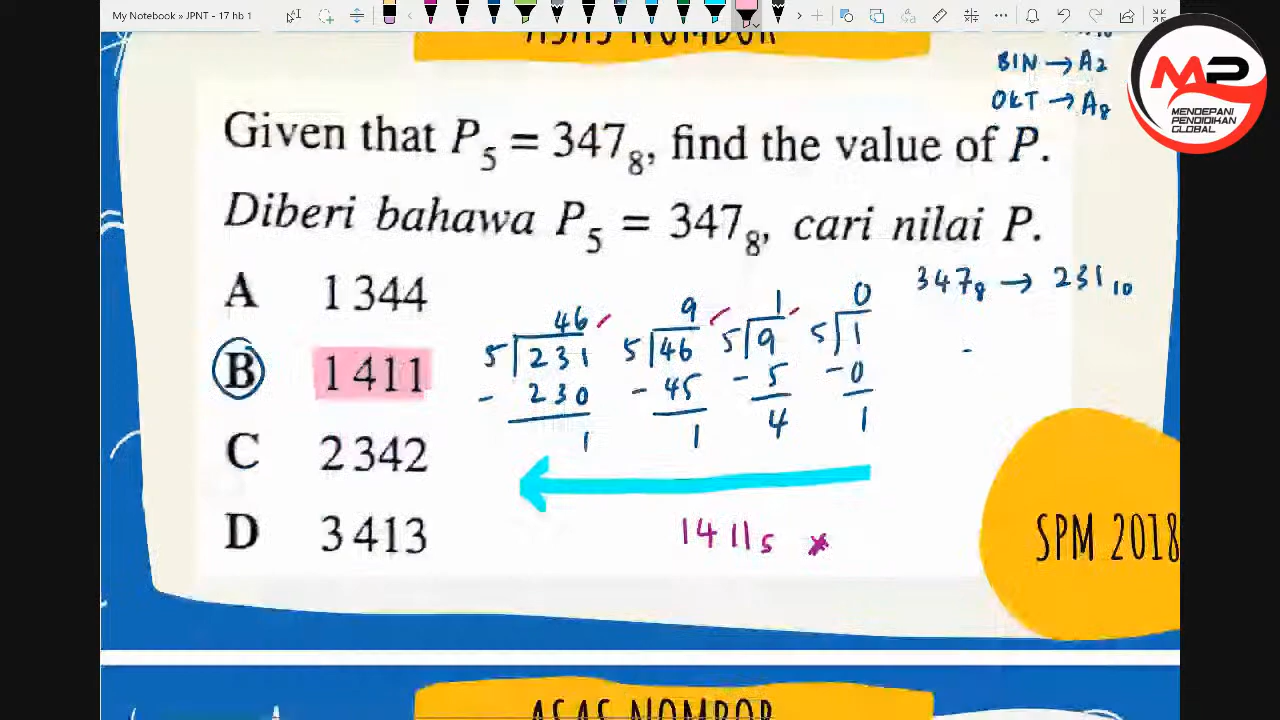 My Notebook » JPNT - 17 hb 1
ASAS NOMBOR
BIN → A2
OKT → A8
MP
MENDEPANI
PENDIDIKAN
GLOBAL
Given that P5 = 3478, find the value of P.
Diberi bahawa P5 = 3478, cari nilai P.
A 1 344
B 1 411
C 2 342
D 3 413
3478 → 23110
46 9 1 0
5 231 5 46 5 9 5 1
- 230 - 45 - 5 - 0
1 1 4 1
14115
SPM 2018
ASAS NOMBOR